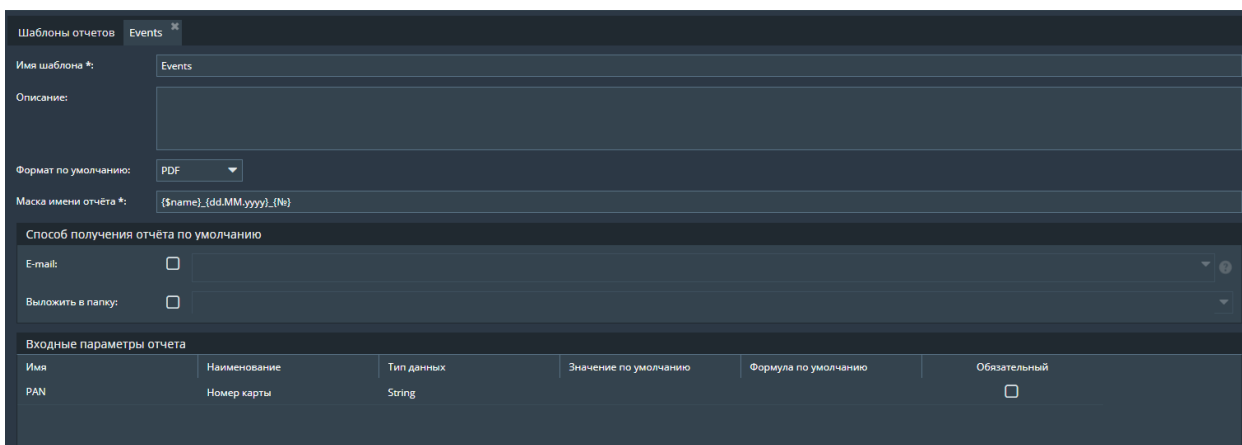 Шаблоны отчетов Events
Имя шаблона *: Events
Описание:
Формат по умолчанию: PDF
Маска имени отчёта *: {$name}_{dd.MM.yyyy}_{№}
Способ получения отчёта по умолчанию
E-mail:
Выложить в папку:
Входные параметры отчета
Имя Наименование Тип данных Значение по умолчанию Формула по умолчанию Обязательный
PAN Номер карты String